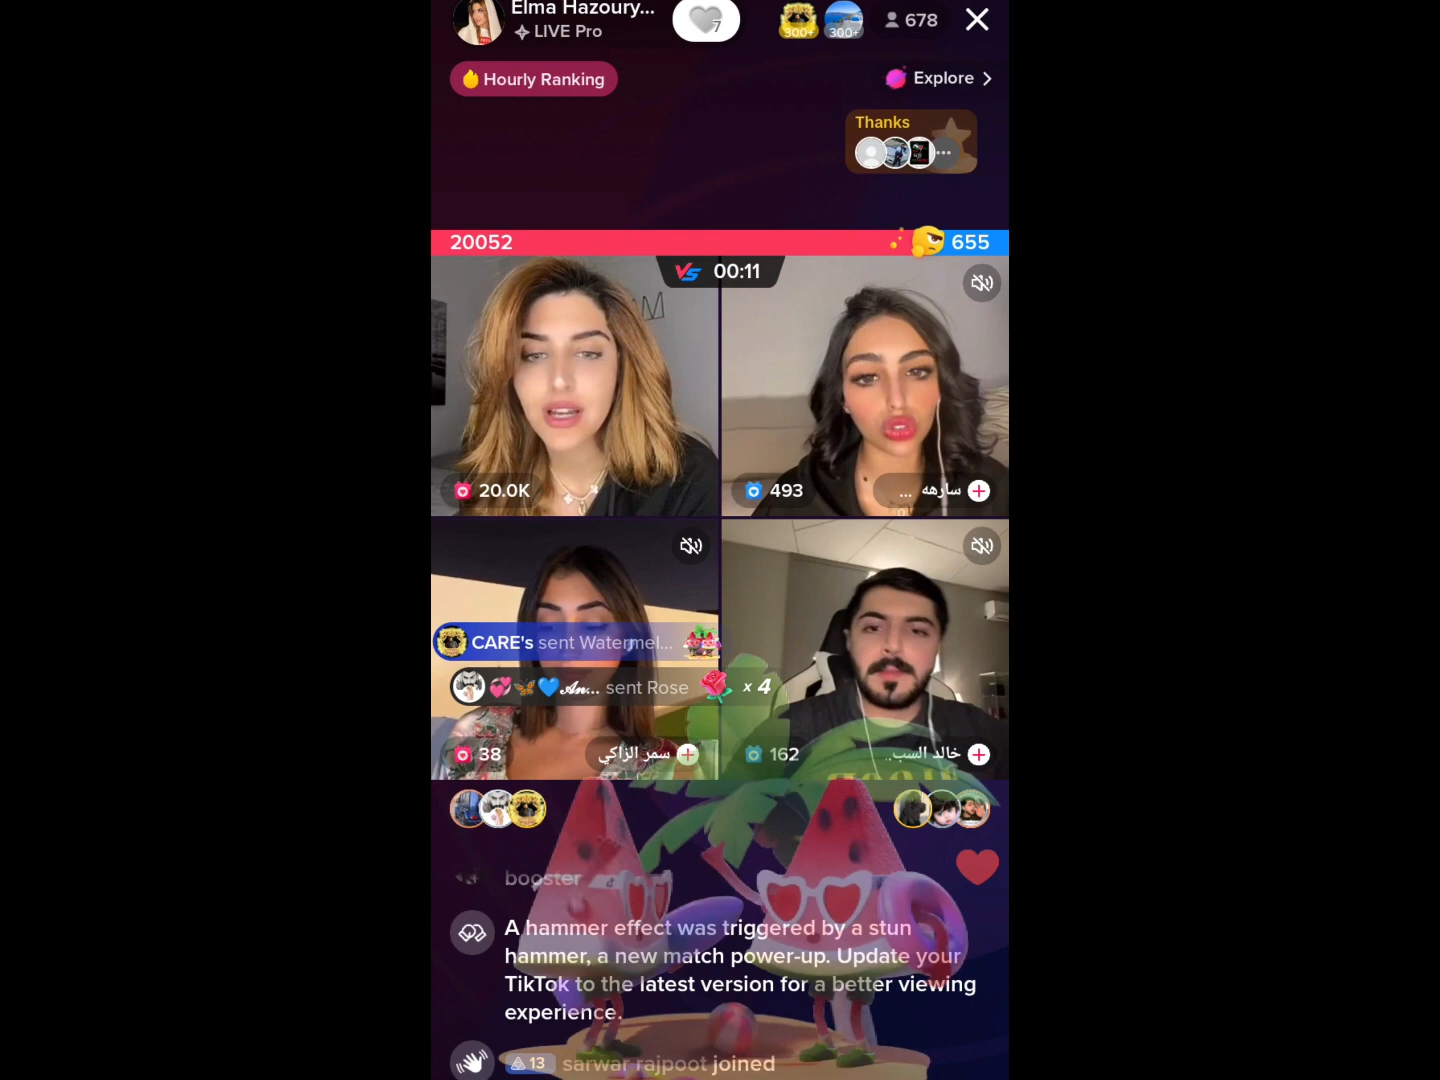 Elma Hazoury...
LIVE Pro
7
300+
300+
678
Hourly Ranking
Explore
Thanks
20052
655
VS 00:11
20.0K
493
سارهه ...
CARE's sent Watermel...
sent Rose x 4
38
سمر الزاكي
162
خالد السب..
booster
A hammer effect was triggered by a stun
hammer, a new match power-up. Update your
TikTok to the latest version for a better viewing
experience.
13 sarwar rajpoot joined